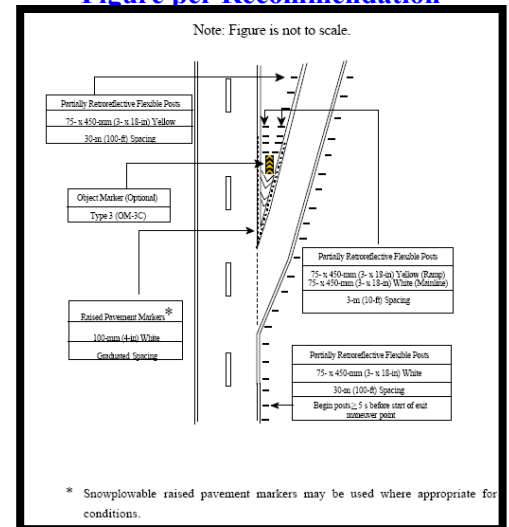 Figure per Recommendation
Note: Figure is not to scale.
Partially Retroreflective Flexible Posts
75- x 450-mm (3- x 18-in) Yellow
30-m (100-ft) Spacing
Object Marker (Optional)
Type 3 (OM-3C)
Raised Pavement Markers*
100-mm (4-in) White
Graduated Spacing
Partially Retroreflective Flexible Posts
75- x 450-mm (3- x 18-in) Yellow (Ramp)
75- x 450-mm (3- x 18-in) White (Mainline)
3-m (10-ft) Spacing
Partially Retroreflective Flexible Posts
75- x 450-mm (3- x 18-in) White
30-m (100-ft) Spacing
Begin posts ≥ 5 s before start of exit
maneuver point
* Snowplowable raised pavement markers may be used where appropriate for
conditions.